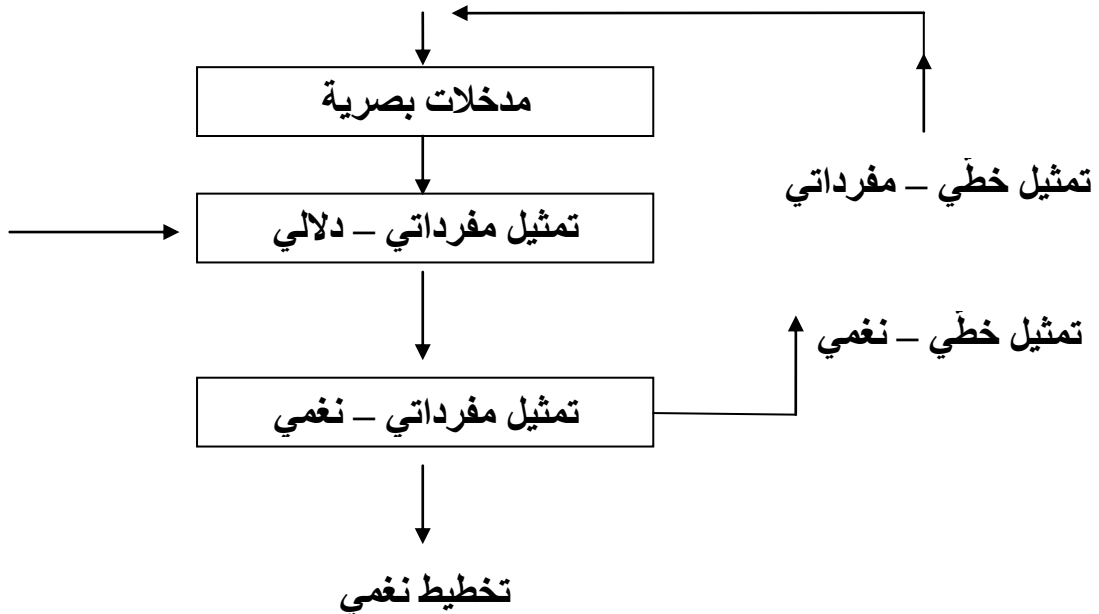 مدخلات بصرية
تمثيل خطّي – مفرداتي
تمثيل مفرداتي – دلالي
تمثيل خطّي – نغمي
تمثيل مفرداتي – نغمي
تخطيط نغمي